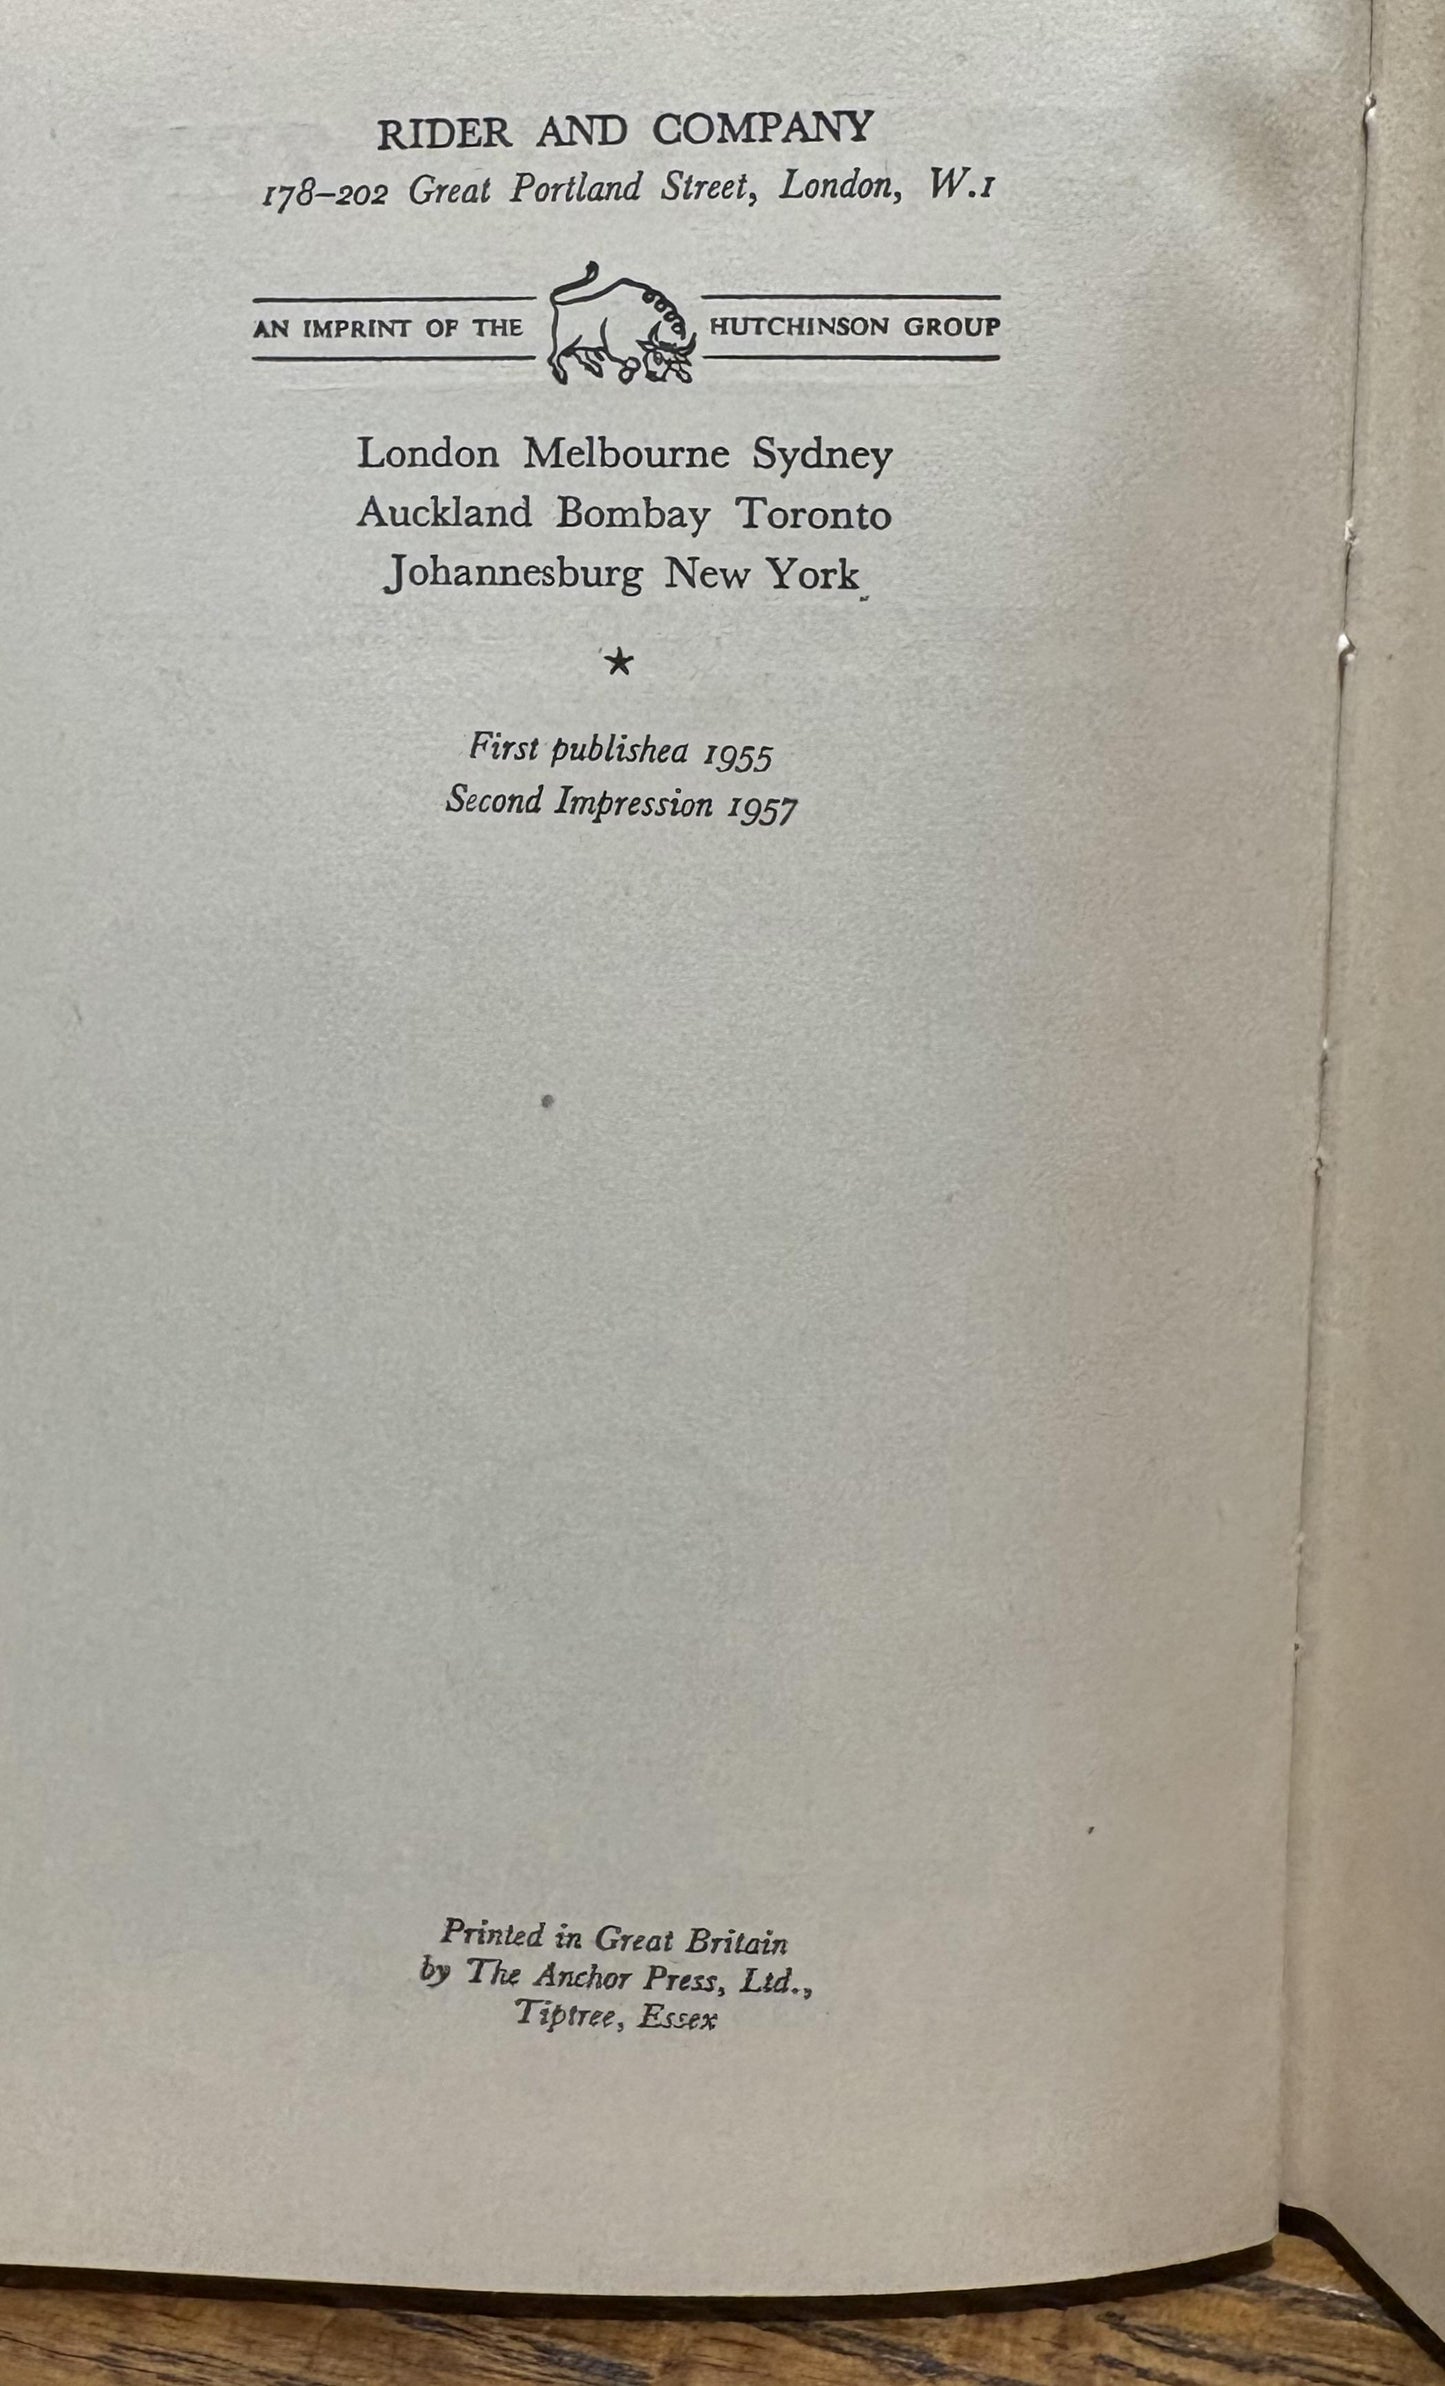 RIDER AND COMPANY
178–202 Great Portland Street, London, W.1
AN IMPRINT OF THE HUTCHINSON GROUP
London Melbourne Sydney
Auckland Bombay Toronto
Johannesburg New York
★
First published 1955
Second Impression 1957
Printed in Great Britain
by The Anchor Press, Ltd.,
Tiptree, Essex